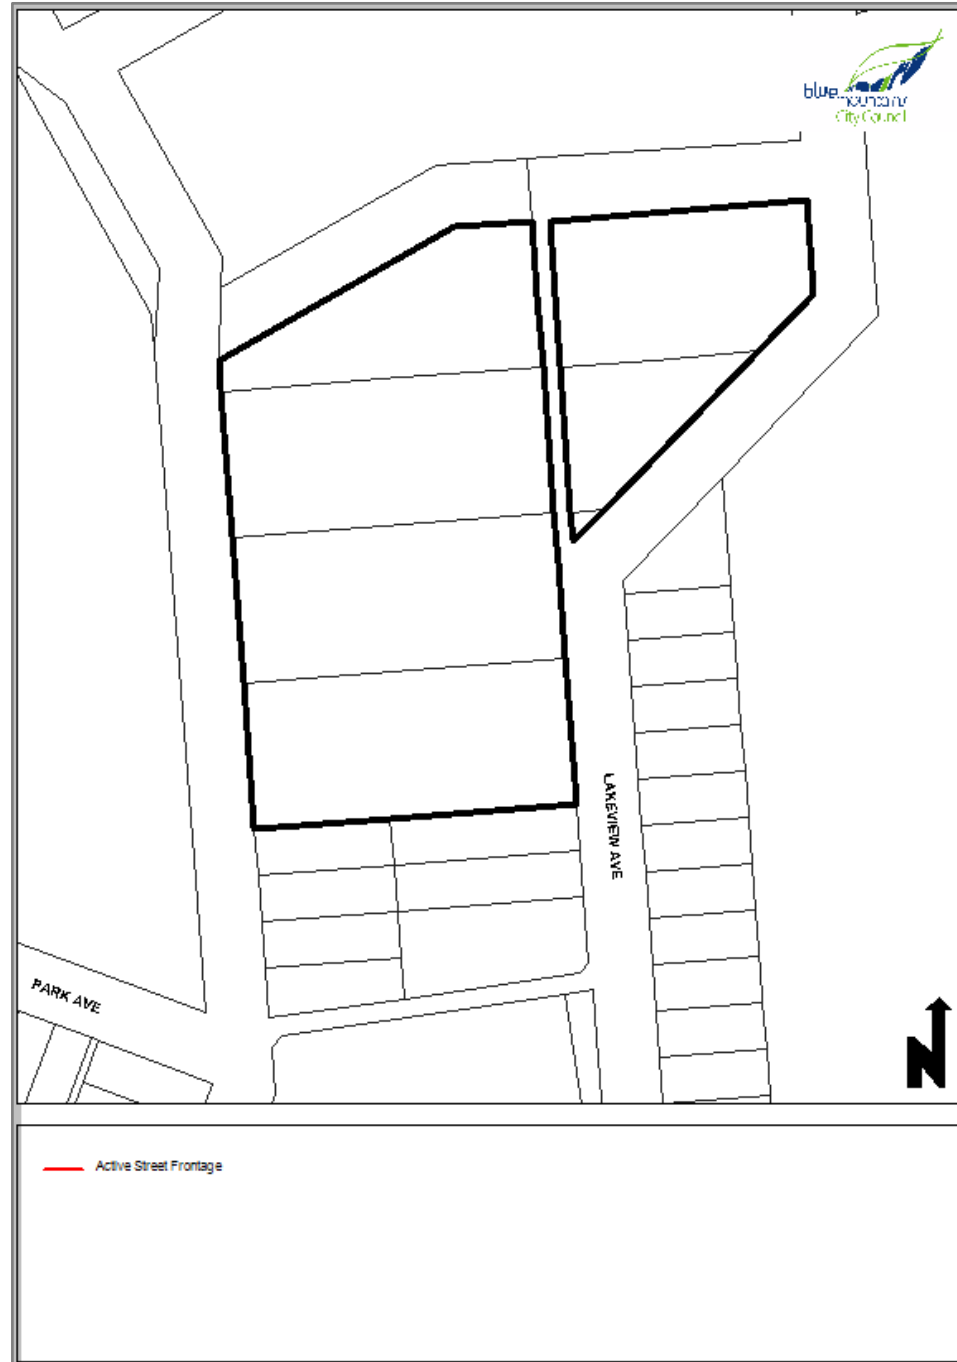 blue mountains
City Council
LAKEVIEW AVE
PARK AVE
N
Active Street Frontage